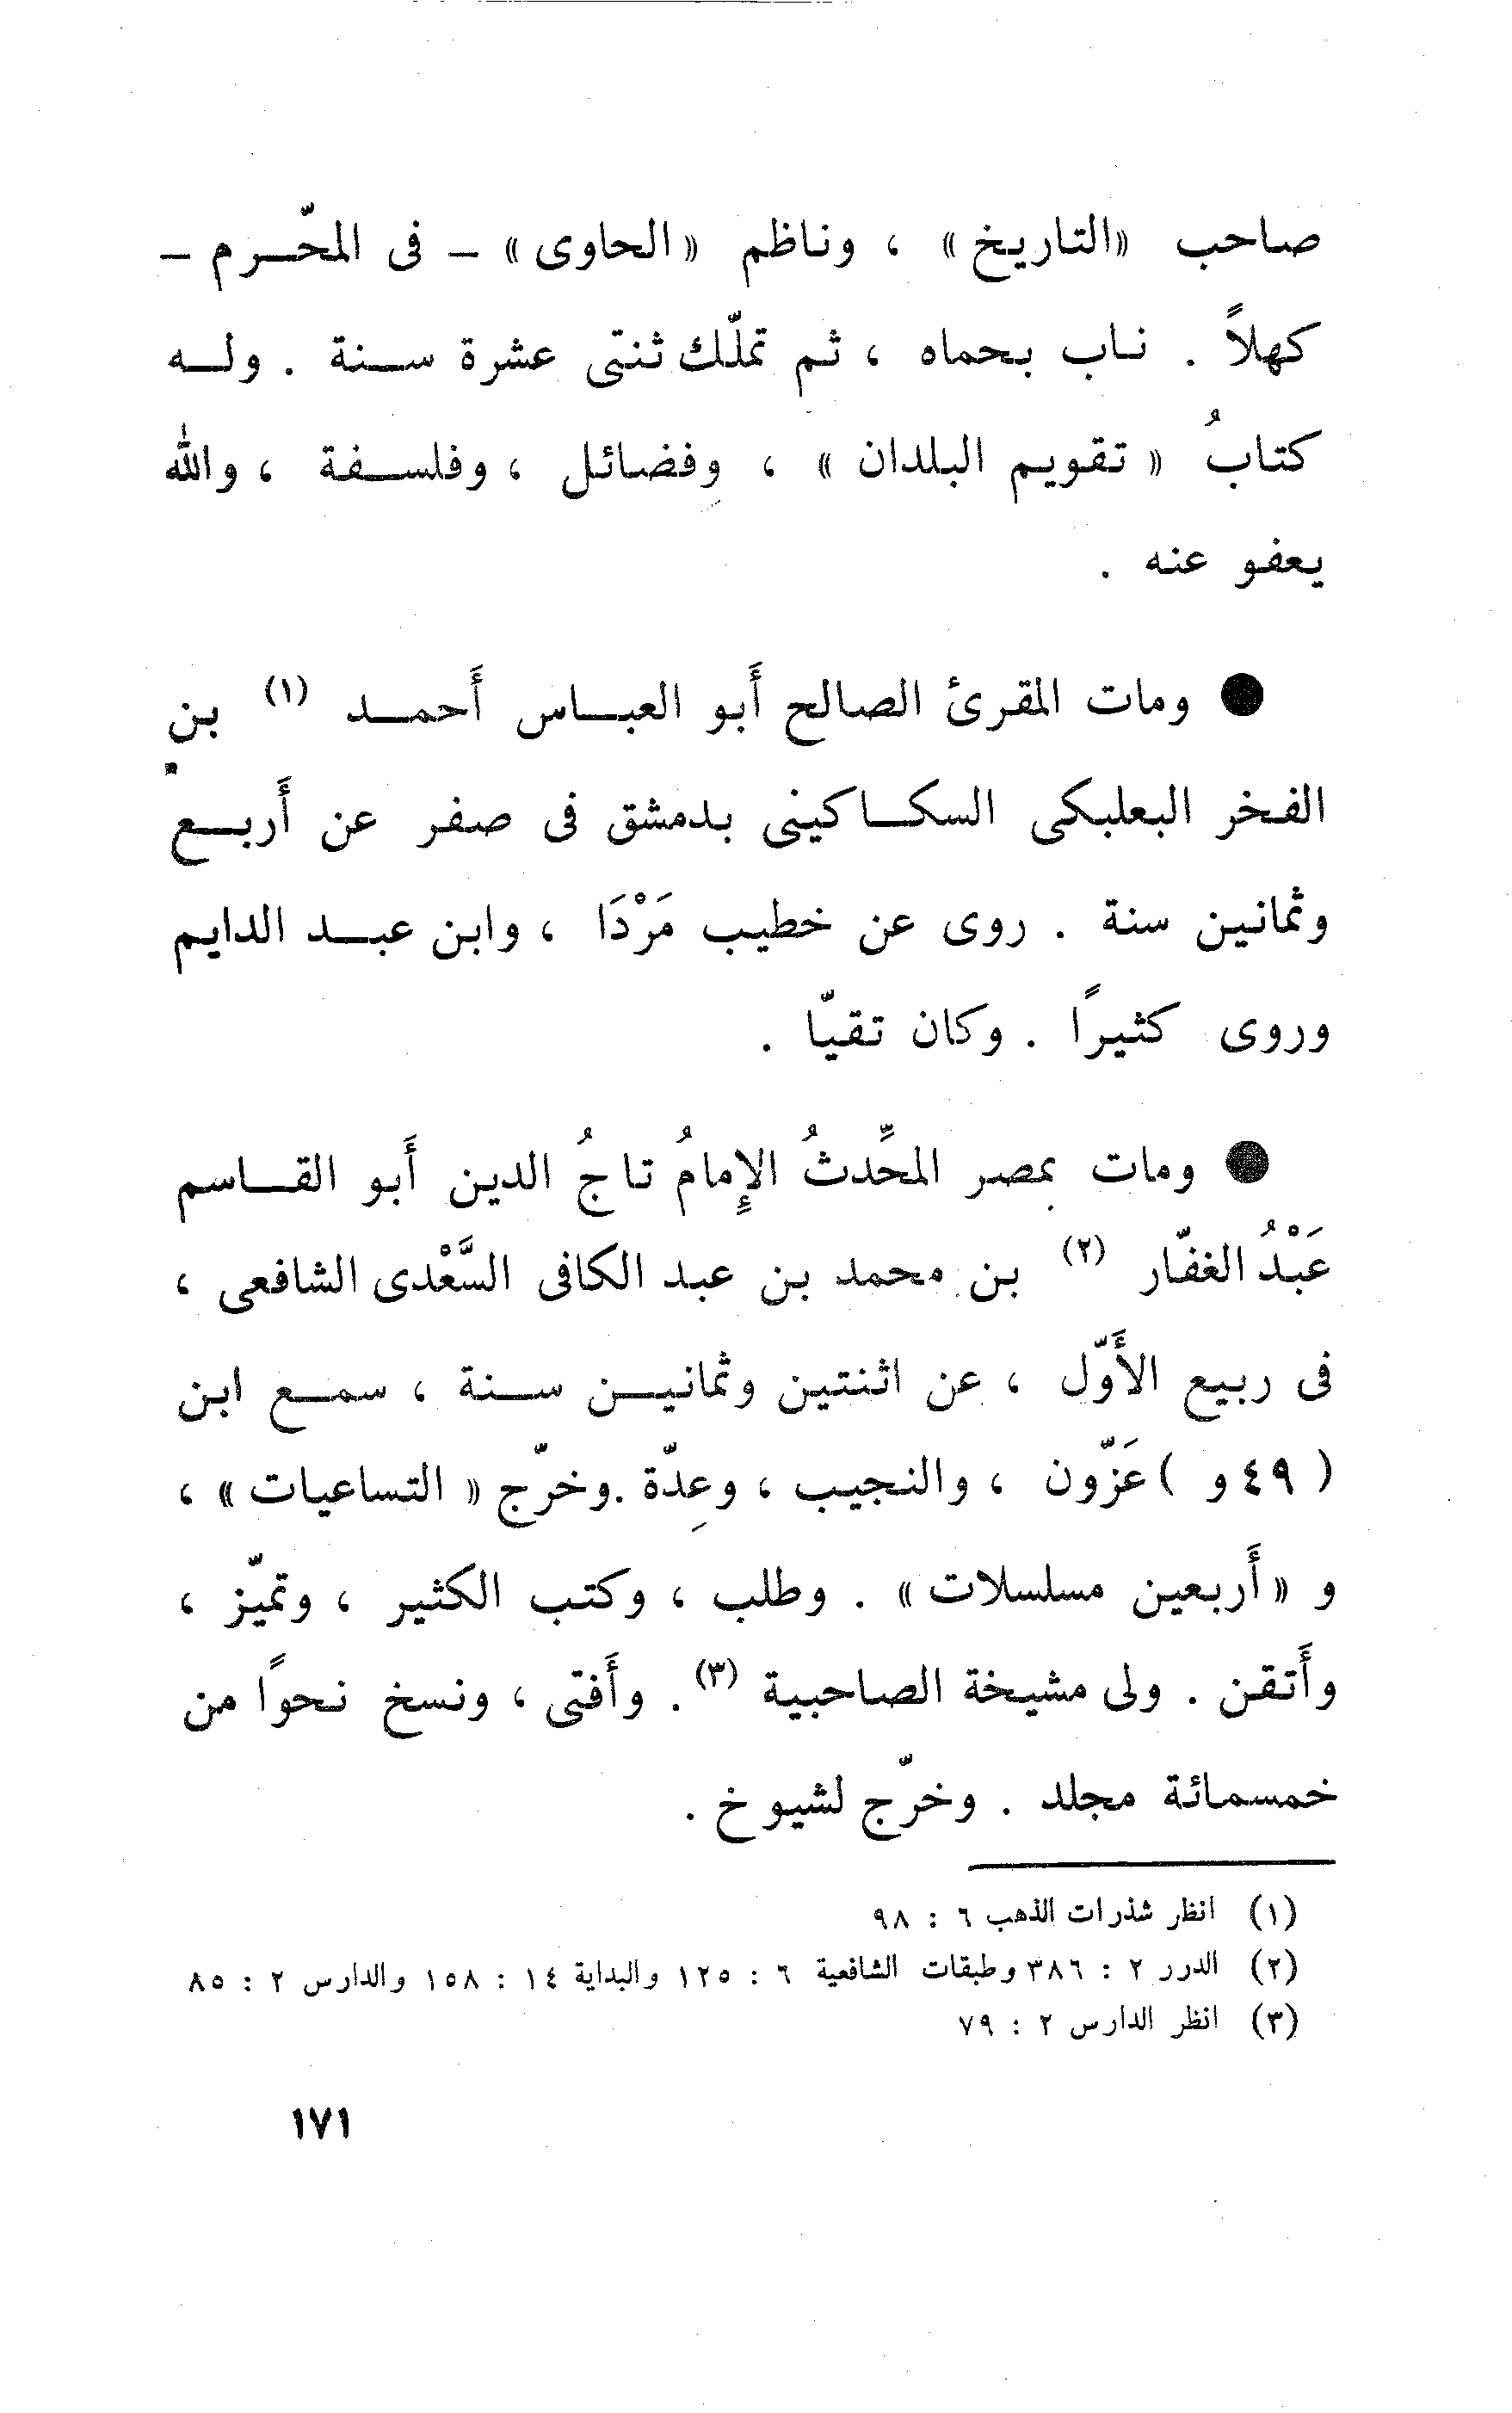 صاحب «التاريخ» ، وناظم «الحاوى» – فى المحّرم –
كهلاً . ناب بحماه ، ثم تملّك ثنتى عشرة سنة . وله
كتابُ « تقويم البلدان » ، وفضائل ، وفلسفة ، والله
يعفو عنه .
● ومات المقرئ الصالح أَبو العباس أَحمد (١) بن
الفخر البعلبكى السكاكينى بدمشق فى صفر عن أَربع
وثمانين سنة . روى عن خطيب مَرْدَا ، وابن عبد الدايم
وروى كثيرًا . وكان تقيّا .
● ومات بمصر المحِّدثُ الإِمامُ تاجُ الدين أَبو القاسم
عَبْدُ الغفّار (٢) بن محمد بن عبد الكافى السَّعْدى الشافعى ،
فى ربيع الأَوّل ، عن اثنتين وثمانين سنة ، سمع ابن
( ٤٩ و ) عَزّون ، والنجيب ، وعِدّة .وخرّج « التساعيات » ،
و «أَربعين مسلسلات» . وطلب ، وكتب الكثير ، وتميّز ،
وأَتقن . ولى مشيخة الصاحبية (٣) . وأَفتى ، ونسخ نحوًا من
خمسمائة مجلد . وخرّج لشيوخ .
(١) انظر شذرات الذهب ٦ : ٩٨
(٢) الدرر ٢ : ٣٨٦ وطبقات الشافعية ٦ : ١٢٥ والبداية ١٤ : ١٥٨ والدارس ٢ : ٨٥
(٣) انظر الدارس ٢ : ٧٩
١٧١